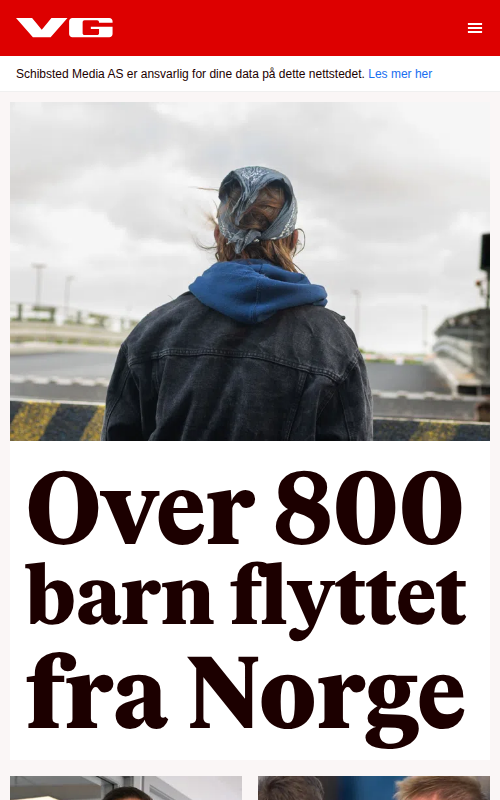 VG
Schibsted Media AS er ansvarlig for dine data på dette nettstedet. Les mer her
Over 800
barn flyttet
fra Norge